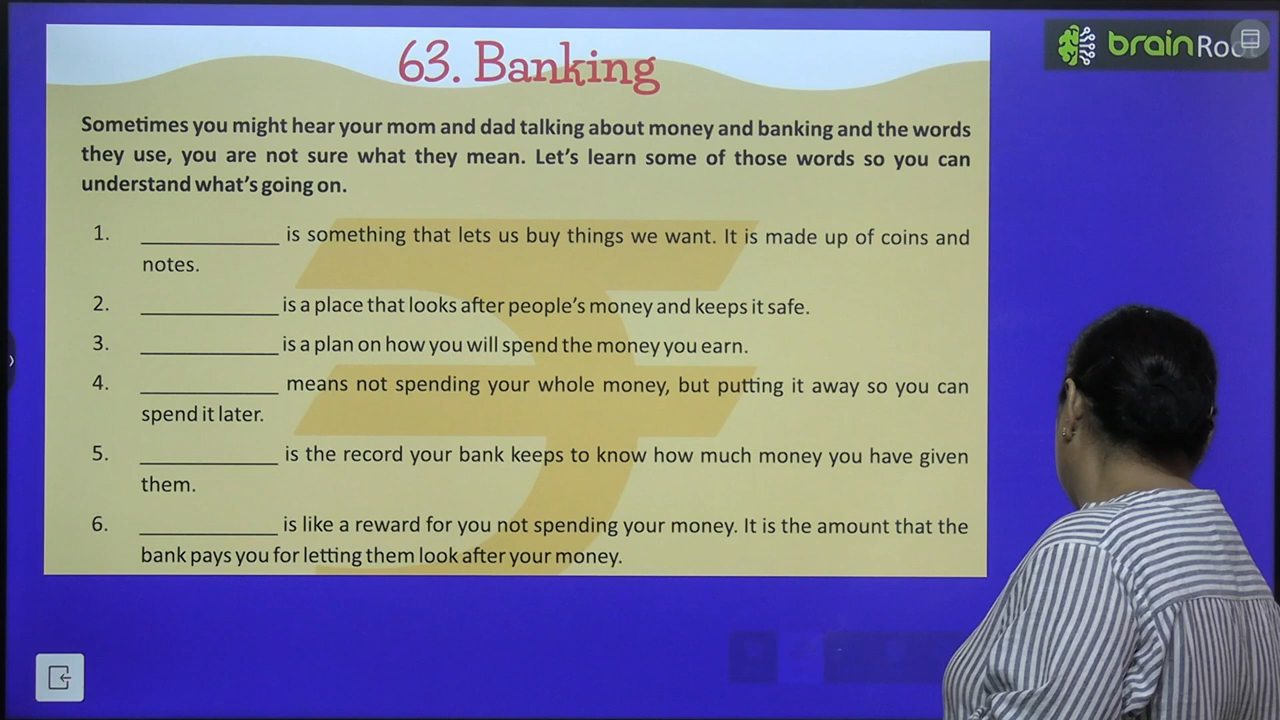 63. Banking
brainRo
Sometimes you might hear your mom and dad talking about money and banking and the words
they use, you are not sure what they mean. Let's learn some of those words so you can
understand what's going on.
1. ____________ is something that lets us buy things we want. It is made up of coins and
notes.
2. ____________ is a place that looks after people's money and keeps it safe.
3. ____________ is a plan on how you will spend the money you earn.
4. ____________ means not spending your whole money, but putting it away so you can
spend it later.
5. ____________ is the record your bank keeps to know how much money you have given
them.
6. ____________ is like a reward for you not spending your money. It is the amount that the
bank pays you for letting them look after your money.